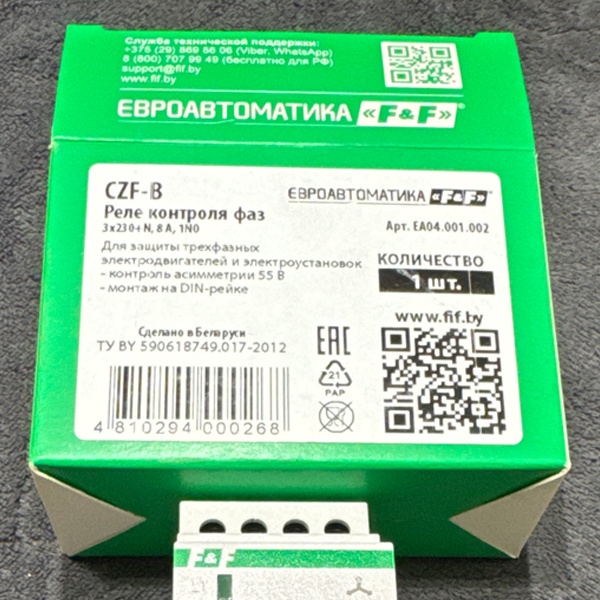 Служба технической поддержки:
+375 (29) 869 86 06 (Viber, WhatsApp)
8 (800) 707 99 49 (бесплатно для РФ)
support@fif.by
www.fif.by
ЕВРОАВТОМАТИКА «F&F»®
CZF-B
ЕВРОАВТОМАТИКА «F&F»®
Реле контроля фаз
3x230+N, 8 А, 1NO
Арт. EA04.001.002
Для защиты трехфазных
электродвигателей и электроустановок
- контроль асимметрии 55 В
- монтаж на DIN-рейке
КОЛИЧЕСТВО
1 шт.
www.fif.by
Сделано в Беларуси
ТУ BY 590618749.017-2012
EAC
21
PAP
4 810294 000268
F&F